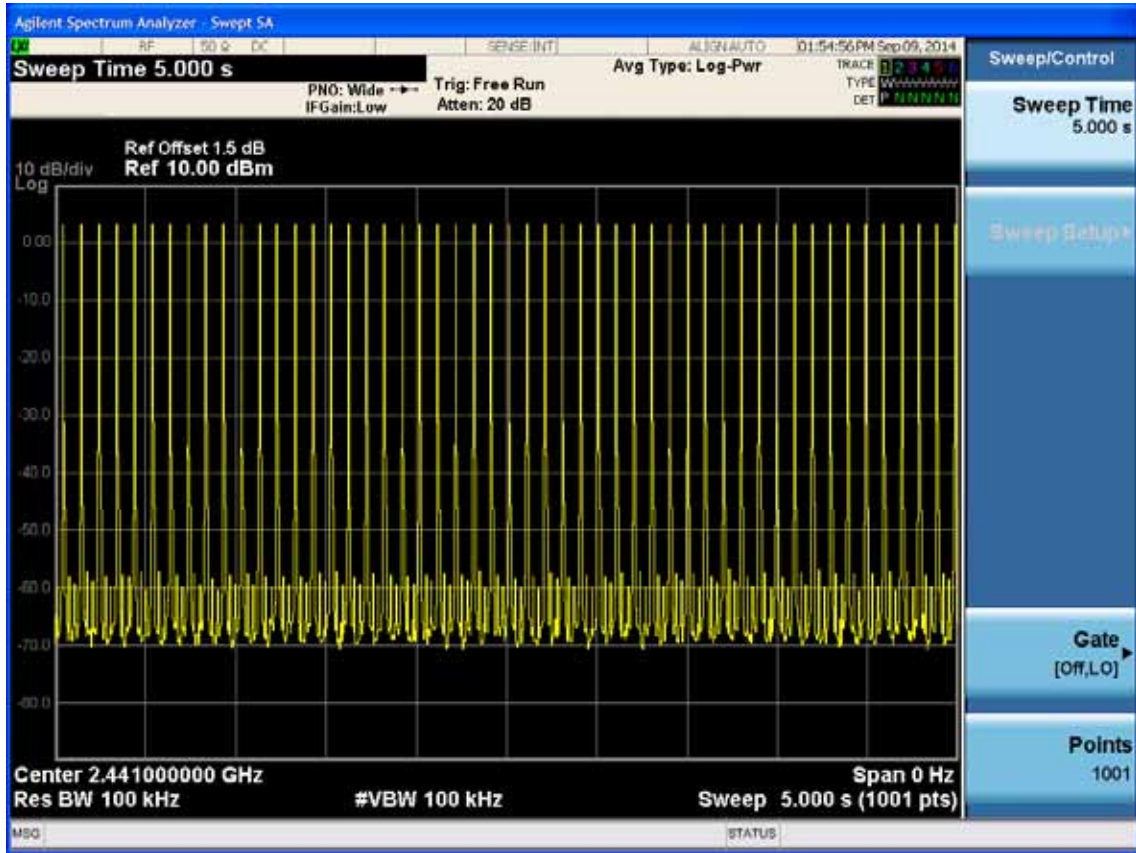 Agilent Spectrum Analyzer - Swept SA
RF 50 Ω DC SENSE:INT ALIGN AUTO 01:54:56 PM Sep 09, 2014
Sweep Time 5.000 s
Avg Type: Log-Pwr
TRACE 1 2 3 4 5 6
PNO: Wide
Trig: Free Run
TYPE
IFGain:Low
Atten: 20 dB
DET P N N N N N
Ref Offset 1.5 dB
10 dB/div
Ref 10.00 dBm
Log
0.00
-10.0
-20.0
-30.0
-40.0
-50.0
-60.0
-70.0
-80.0
Center 2.441000000 GHz
Span 0 Hz
Res BW 100 kHz
#VBW 100 kHz
Sweep 5.000 s (1001 pts)
MSG
STATUS
Sweep/Control
Sweep Time
5.000 s
Sweep Setup
Gate
[Off,LO]
Points
1001